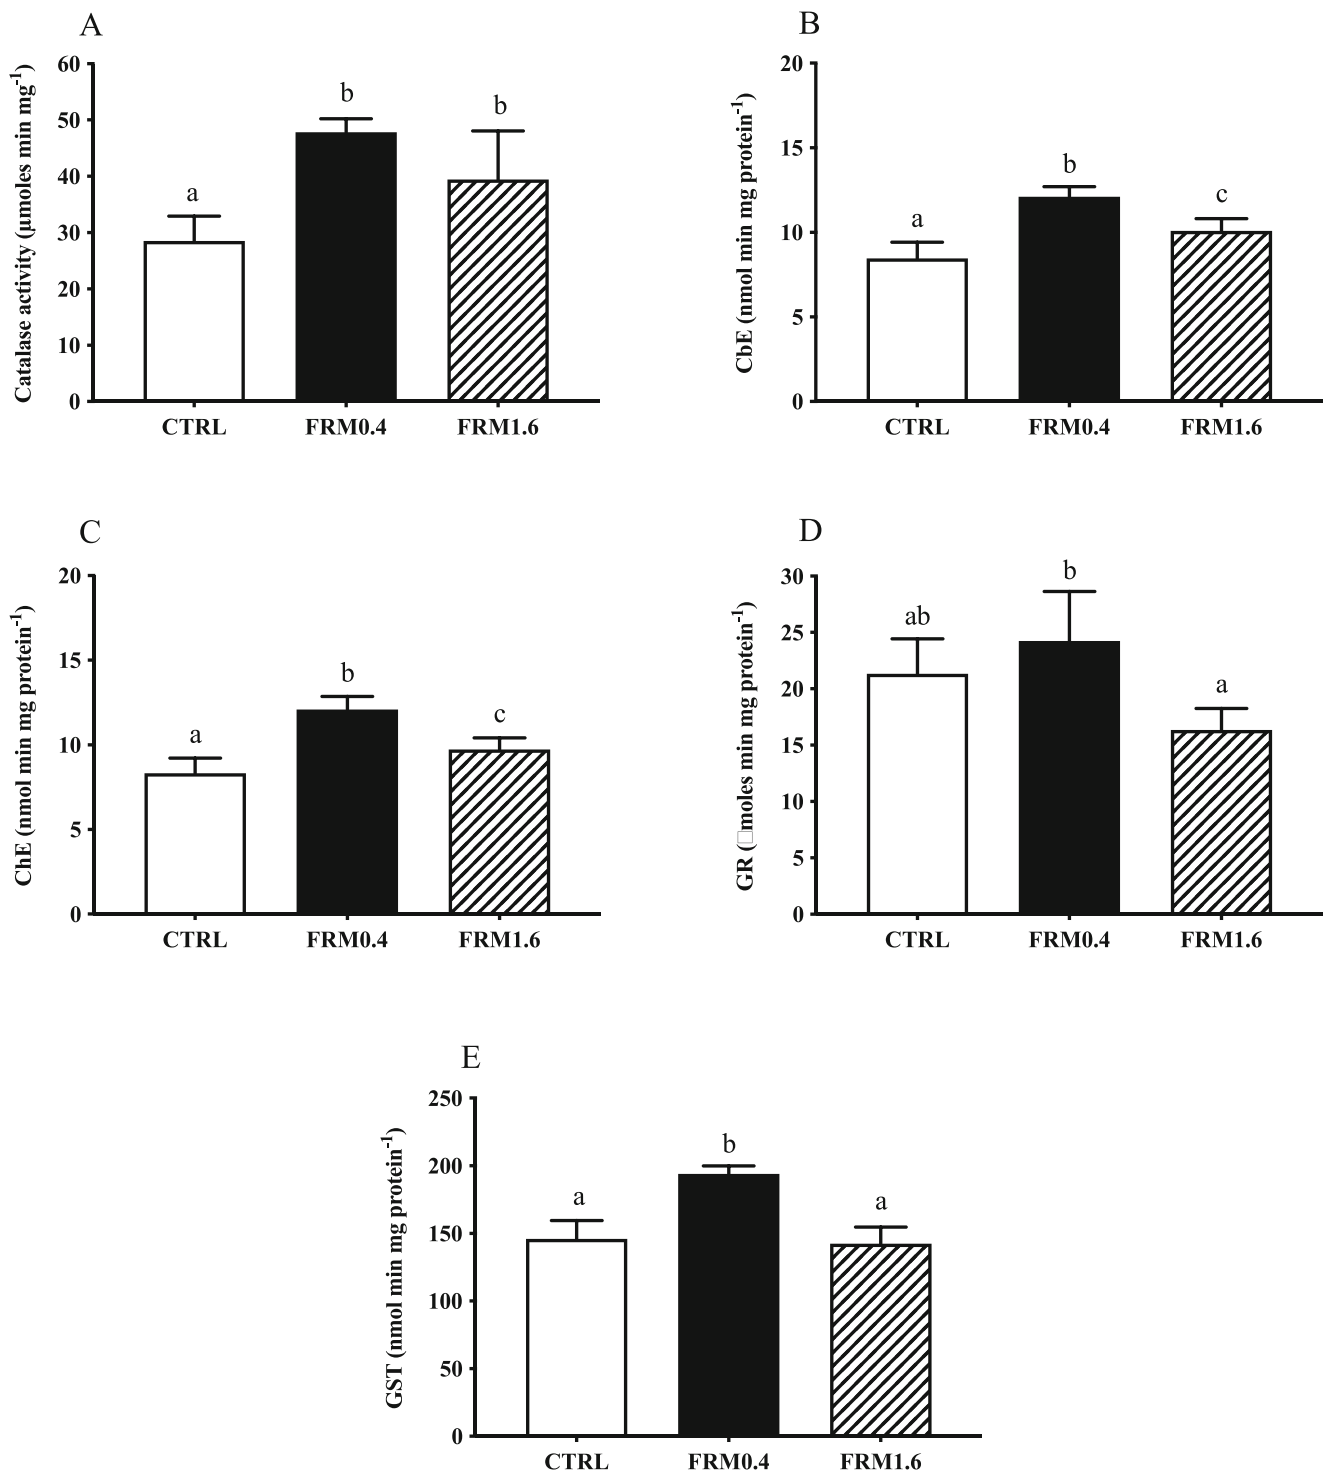 A
Catalase activity (µmoles min mg-1)
60
50
40
30
20
10
0
a
b
b
CTRL
FRM0.4
FRM1.6
B
CbE (nmol min mg protein-1)
20
15
10
5
0
a
b
c
CTRL
FRM0.4
FRM1.6
C
ChE (nmol min mg protein-1)
20
15
10
5
0
a
b
c
CTRL
FRM0.4
FRM1.6
D
GR (□moles min mg protein-1)
30
25
20
15
10
5
0
ab
b
a
CTRL
FRM0.4
FRM1.6
E
GST (nmol min mg protein-1)
250
200
150
100
50
0
a
b
a
CTRL
FRM0.4
FRM1.6